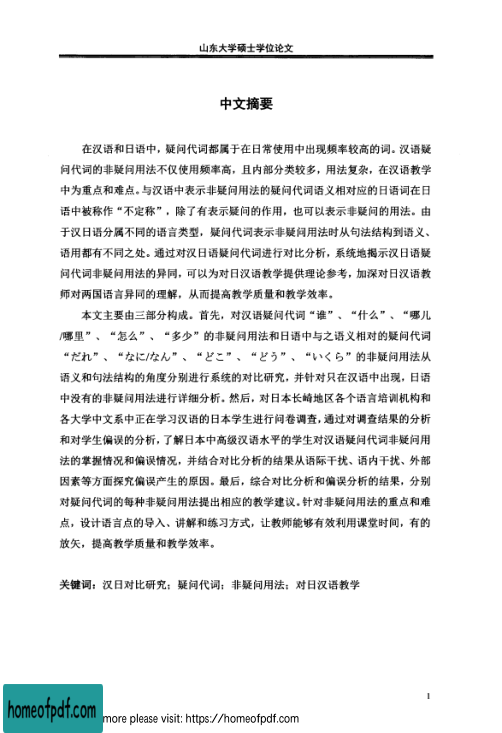 山东大学硕士学位论文
中文摘要
在汉语和日语中，疑问代词都属于在日常使用中出现频率较高的词。汉语疑
问代词的非疑问用法不仅使用频率高，且内部分类较多，用法复杂，在汉语教学
中为重点和难点。与汉语中表示非疑问用法的疑问代词语义相对应的日语词在日
语中被称作“不定称”，除了有表示疑问的作用，也可以表示非疑问的用法。由
于汉日语分属不同的语言类型，疑问代词表示非疑问用法时从句法结构到语义、
语用都有不同之处。通过对汉日语疑问代词进行对比分析，系统地揭示汉日语疑
问代词非疑问用法的异同，可以为对日汉语教学提供理论参考，加深对日汉语教
师对两国语言异同的理解，从而提高教学质量和教学效率。
本文主要由三部分构成。首先，对汉语疑问代词“谁”、“什么”、“哪儿
/哪里”、“怎么”、“多少”的非疑问用法和日语中与之语义相对的疑问代词
“だれ”、“なに/なん”、“どこ”、“どう”、“いくら”的非疑问用法从
语义和句法结构的角度分别进行系统的对比研究，并针对只在汉语中出现，日语
中没有的非疑问用法进行详细分析。然后，对日本长崎地区各个语言培训机构和
各大学中文系中正在学习汉语的日本学生进行问卷调查，通过对调查结果的分析
和对学生偏误的分析，了解日本中高级汉语水平的学生对汉语疑问代词非疑问用
法的掌握情况和偏误情况，并结合对比分析的结果从语际干扰、语内干扰、外部
因素等方面探究偏误产生的原因。最后，综合对比分析和偏误分析的结果，分别
对疑问代词的每种非疑问用法提出相应的教学建议。针对非疑问用法的重点和难
点，设计语言点的导入、讲解和练习方式，让教师能够有效利用课堂时间，有的
放矢，提高教学质量和教学效率。
关键词：汉日对比研究；疑问代词；非疑问用法；对日汉语教学
1
homeofpdf.com
more please visit: https://homeofpdf.com